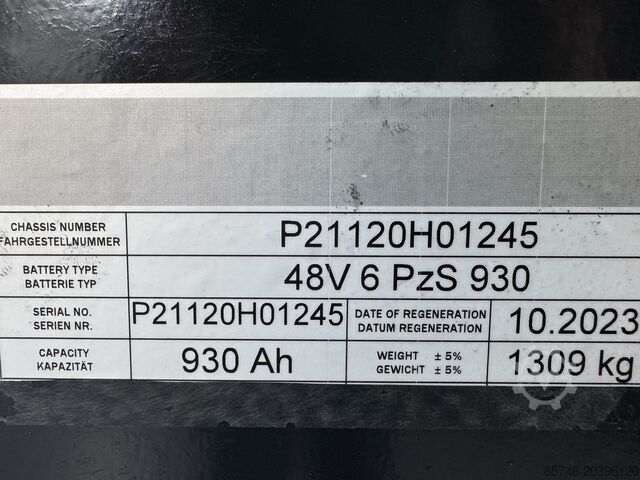 CHASSIS NUMBER
FAHRGESTELLNUMMER
P21120H01245
BATTERY TYPE
BATTERIE TYP
48V 6 PzS 930
SERIAL NO.
SERIEN NR.
P21120H01245
DATE OF REGENERATION
DATUM REGENERATION
10.2023
CAPACITY
KAPAZITÄT
930 Ah
WEIGHT ± 5%
GEWICHT ± 5%
1309 kg
85746-20396120